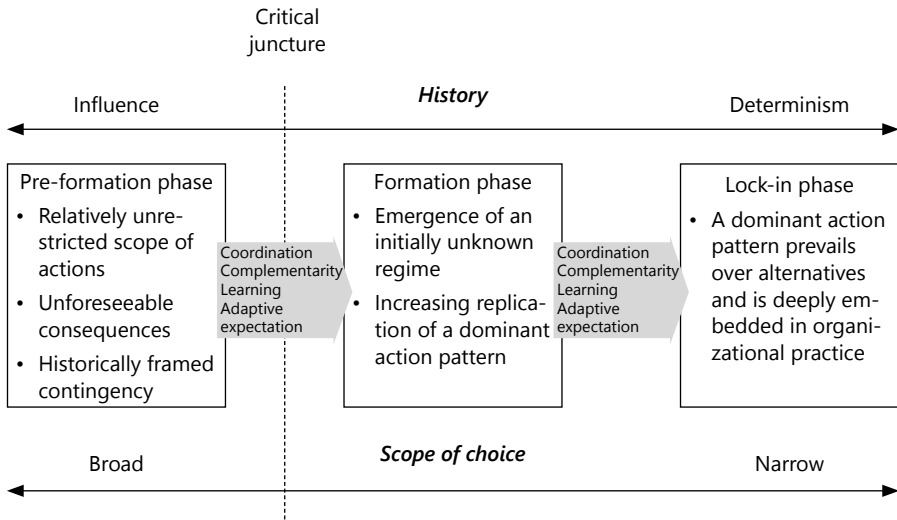 Critical
juncture
Influence
History
Determinism
Pre-formation phase
• Relatively unre-
stricted scope of
actions
• Unforeseeable
consequences
• Historically framed
contingency
Coordination
Complementarity
Learning
Adaptive
expectation
Formation phase
• Emergence of an
initially unknown
regime
• Increasing replica-
tion of a dominant
action pattern
Coordination
Complementarity
Learning
Adaptive
expectation
Lock-in phase
• A dominant action
pattern prevails
over alternatives
and is deeply em-
bedded in organi-
zational practice
Broad
Scope of choice
Narrow